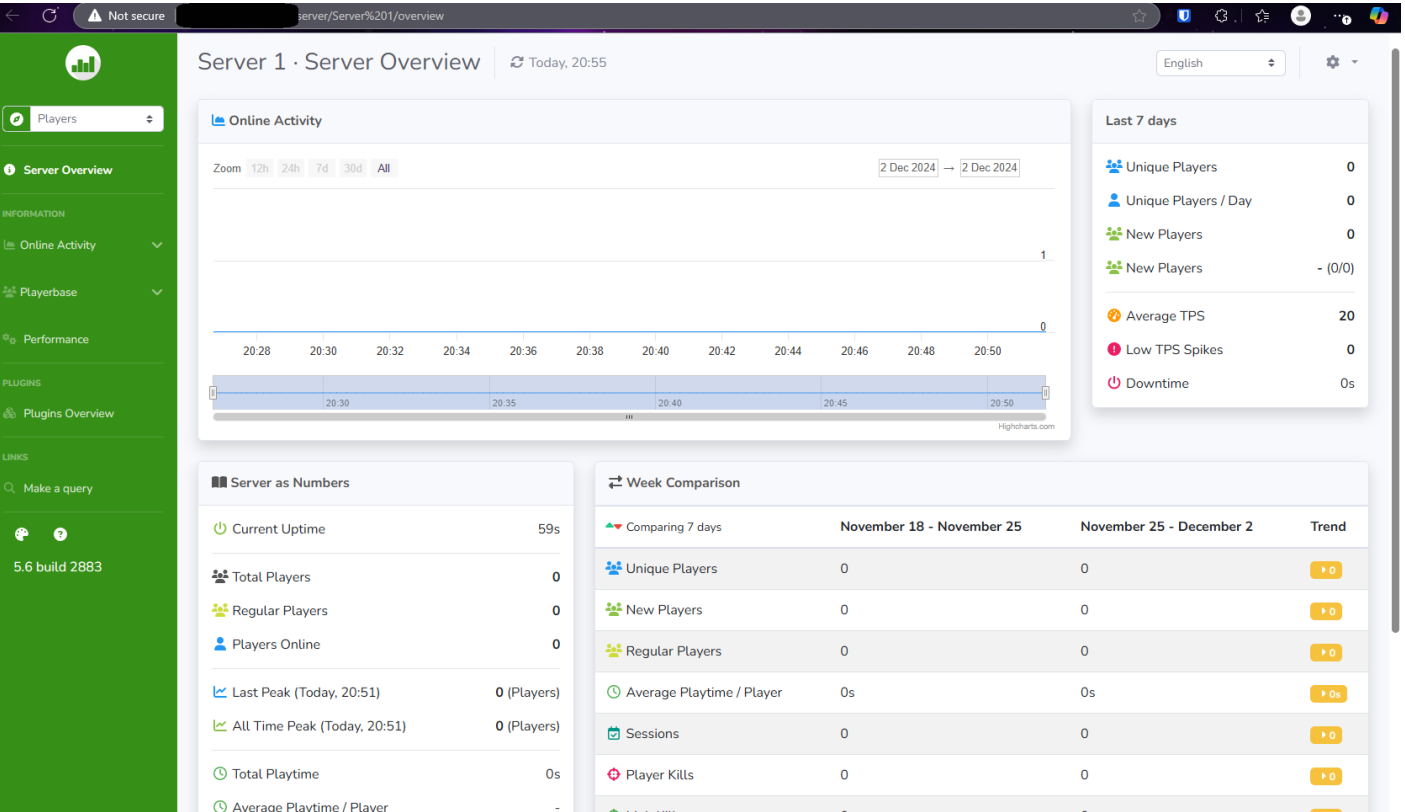 Not secure
server/Server%201/overview
Server 1 · Server Overview
Today, 20:55
English
Players
Server Overview
INFORMATION
Online Activity
Playerbase
Performance
PLUGINS
Plugins Overview
LINKS
Make a query
5.6 build 2883
Online Activity
Zoom 12h 24h 7d 30d All
2 Dec 2024 → 2 Dec 2024
1
0
20:28 20:30 20:32 20:34 20:36 20:38 20:40 20:42 20:44 20:46 20:48 20:50
20:30 20:35 20:40 20:45 20:50
Highcharts.com
Last 7 days
Unique Players 0
Unique Players / Day 0
New Players 0
New Players - (0/0)
Average TPS 20
Low TPS Spikes 0
Downtime 0s
Server as Numbers
Current Uptime 59s
Total Players 0
Regular Players 0
Players Online 0
Last Peak (Today, 20:51) 0 (Players)
All Time Peak (Today, 20:51) 0 (Players)
Total Playtime 0s
Average Playtime / Player -
Week Comparison
Comparing 7 days November 18 - November 25 November 25 - December 2 Trend
Unique Players 0 0 0
New Players 0 0 0
Regular Players 0 0 0
Average Playtime / Player 0s 0s 0s
Sessions 0 0 0
Player Kills 0 0 0